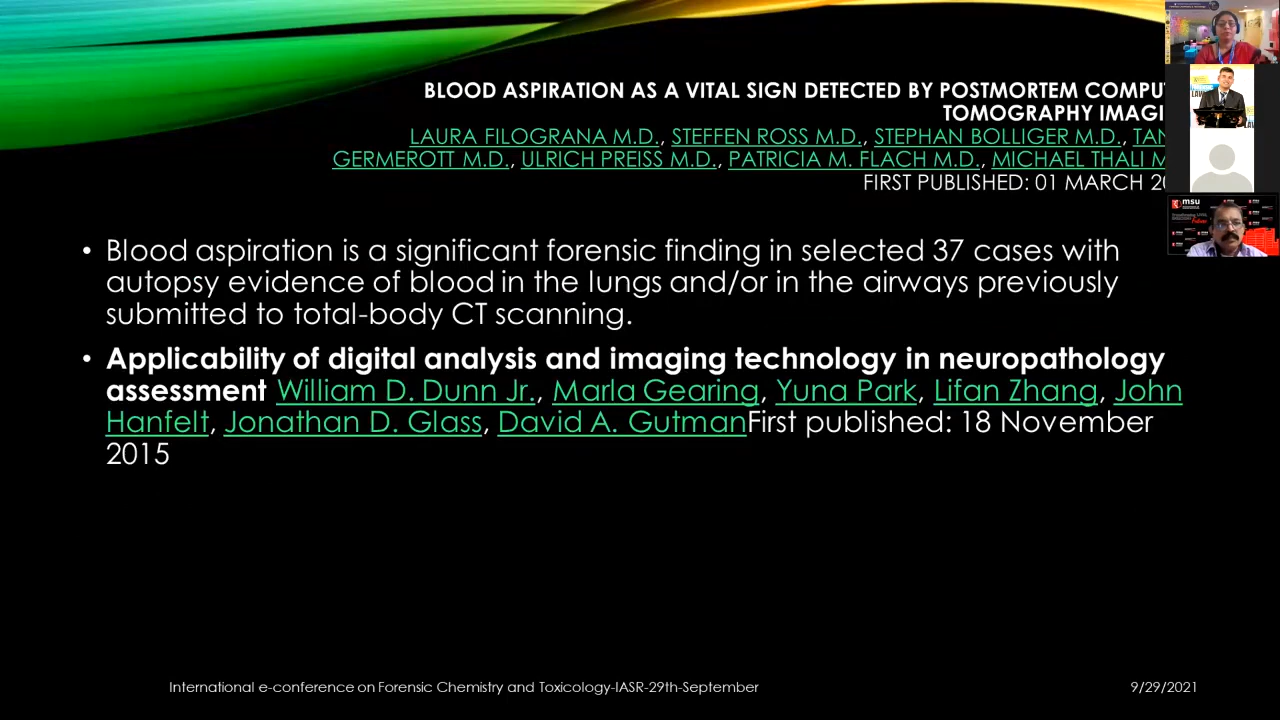 BLOOD ASPIRATION AS A VITAL SIGN DETECTED BY POSTMORTEM COMPU
TOMOGRAPHY IMAGI
LAURA FILOGRANA M.D., STEFFEN ROSS M.D., STEPHAN BOLLIGER M.D., TAN
GERMEROTT M.D., ULRICH PREISS M.D., PATRICIA M. FLACH M.D., MICHAEL THALI M
FIRST PUBLISHED: 01 MARCH 20
• Blood aspiration is a significant forensic finding in selected 37 cases with
autopsy evidence of blood in the lungs and/or in the airways previously
submitted to total-body CT scanning.
• Applicability of digital analysis and imaging technology in neuropathology
assessment William D. Dunn Jr., Marla Gearing, Yuna Park, Lifan Zhang, John
Hanfelt, Jonathan D. Glass, David A. GutmanFirst published: 18 November
2015
International e-conference on Forensic Chemistry and Toxicology-IASR-29th-September
9/29/2021
msu